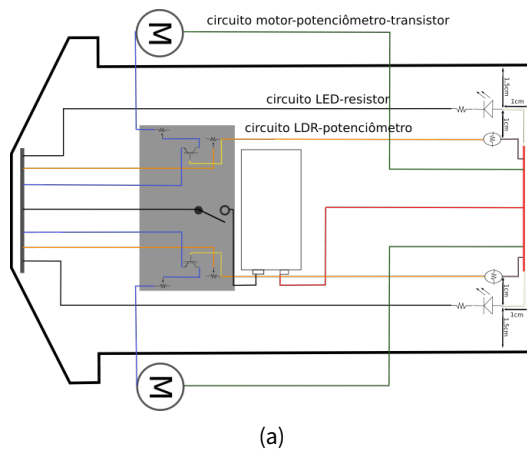 M
circuito motor-potenciômetro-transistor
1.5cm
circuito LED-resistor
1cm
1cm
circuito LDR-potenciômetro
1cm
1cm
1.5cm
M
(a)